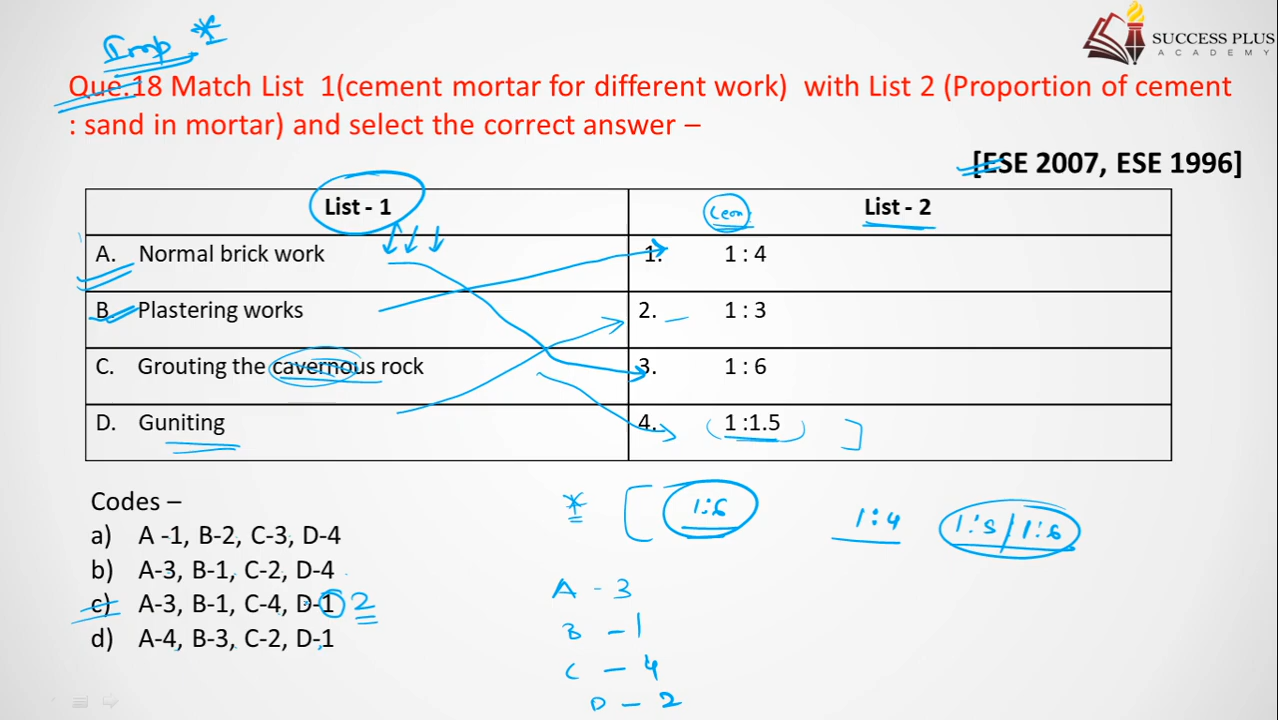 Imp *
SUCCESS PLUS
ACADEMY
Que.18 Match List 1(cement mortar for different work) with List 2 (Proportion of cement
: sand in mortar) and select the correct answer –
[ESE 2007, ESE 1996]
List - 1 List - 2
A. Normal brick work 1. 1 : 4
B. Plastering works 2. 1 : 3
C. Grouting the cavernous rock 3. 1 : 6
D. Guniting 4. 1 :1.5
Codes –
* 1:6 1:4 1:5/1:6
a) A -1, B-2, C-3, D-4
b) A-3, B-1, C-2, D-4
c) A-3, B-1, C-4, D-1 2
d) A-4, B-3, C-2, D-1
A - 3
B - 1
C - 4
D - 2